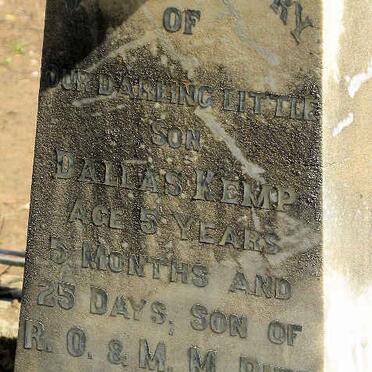 OF
OUR DARLING LITTLE
SON
DALLAS KEMP
AGE 5 YEARS
5 MONTHS AND
25 DAYS, SON OF
R. O. & M. M.